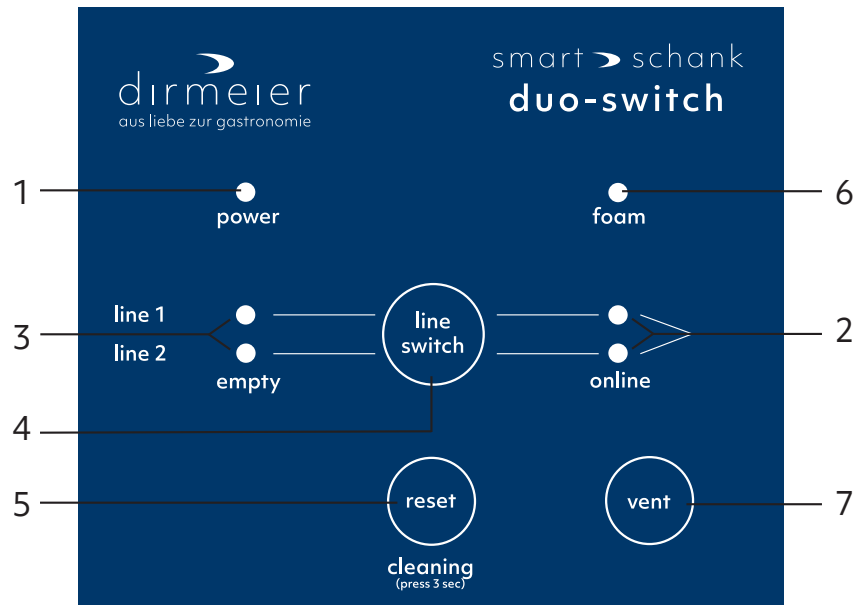 dirmeier
aus liebe zur gastronomie
smart schank
duo-switch
1
power
foam
6
3
line 1
line 2
empty
line
switch
online
2
4
5
reset
cleaning
(press 3 sec)
vent
7